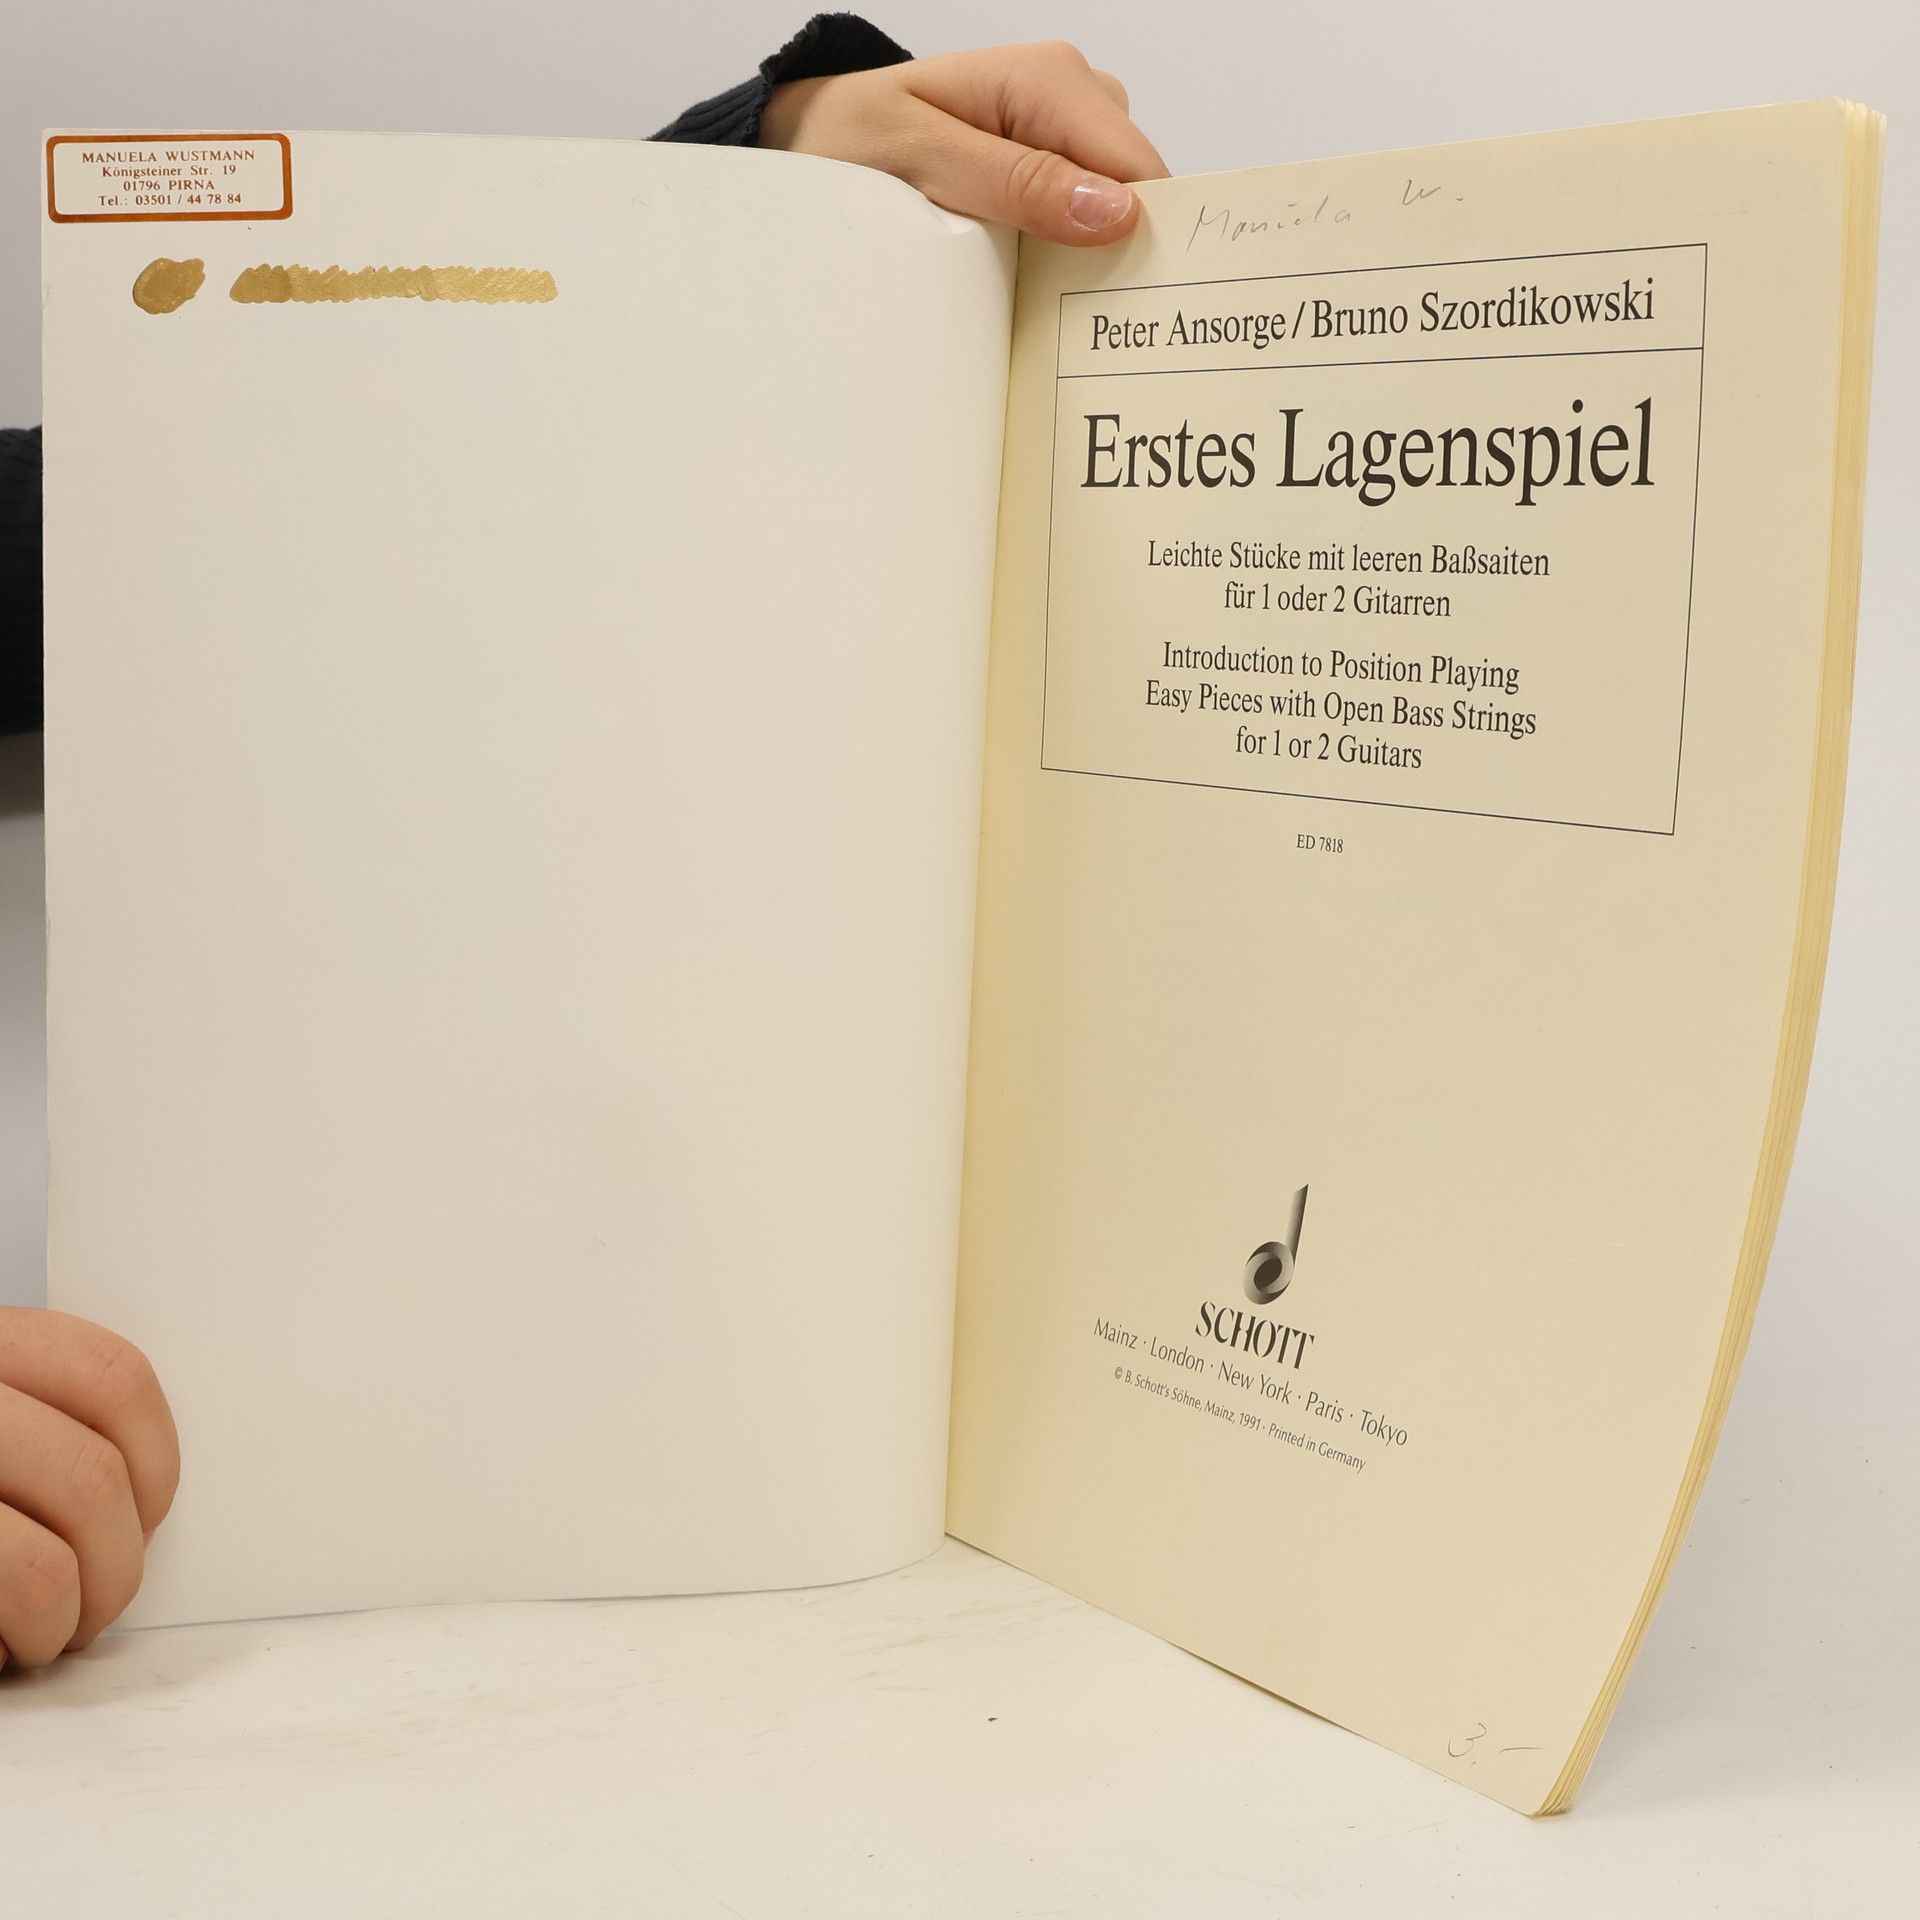 MANUELA WUSTMANN
Königsteiner Str. 19
01796 PIRNA
Tel.: 03501 / 44 78 84
Manuela W.
Peter Ansorge / Bruno Szordikowski
Erstes Lagenspiel
Leichte Stücke mit leeren Baßsaiten
für 1 oder 2 Gitarren
Introduction to Position Playing
Easy Pieces with Open Bass Strings
for 1 or 2 Guitars
ED 7818
SCHOTT
Mainz · London · New York · Paris · Tokyo
© B. Schott's Söhne, Mainz, 1991 · Printed in Germany
3.–